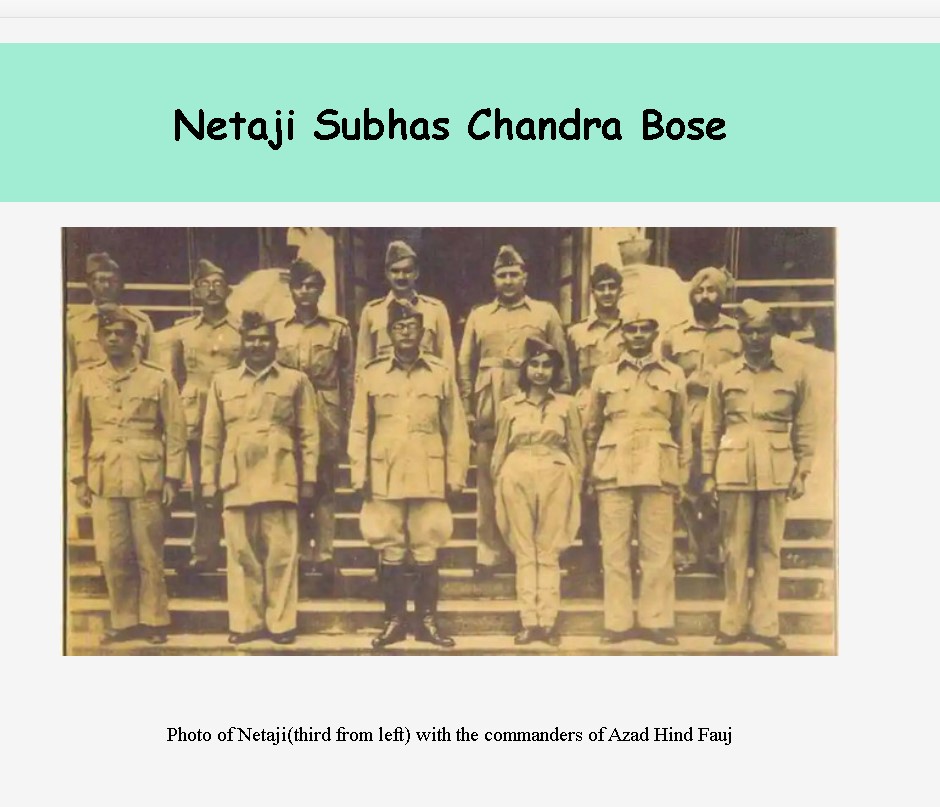 Netaji Subhas Chandra Bose
Photo of Netaji(third from left) with the commanders of Azad Hind Fauj